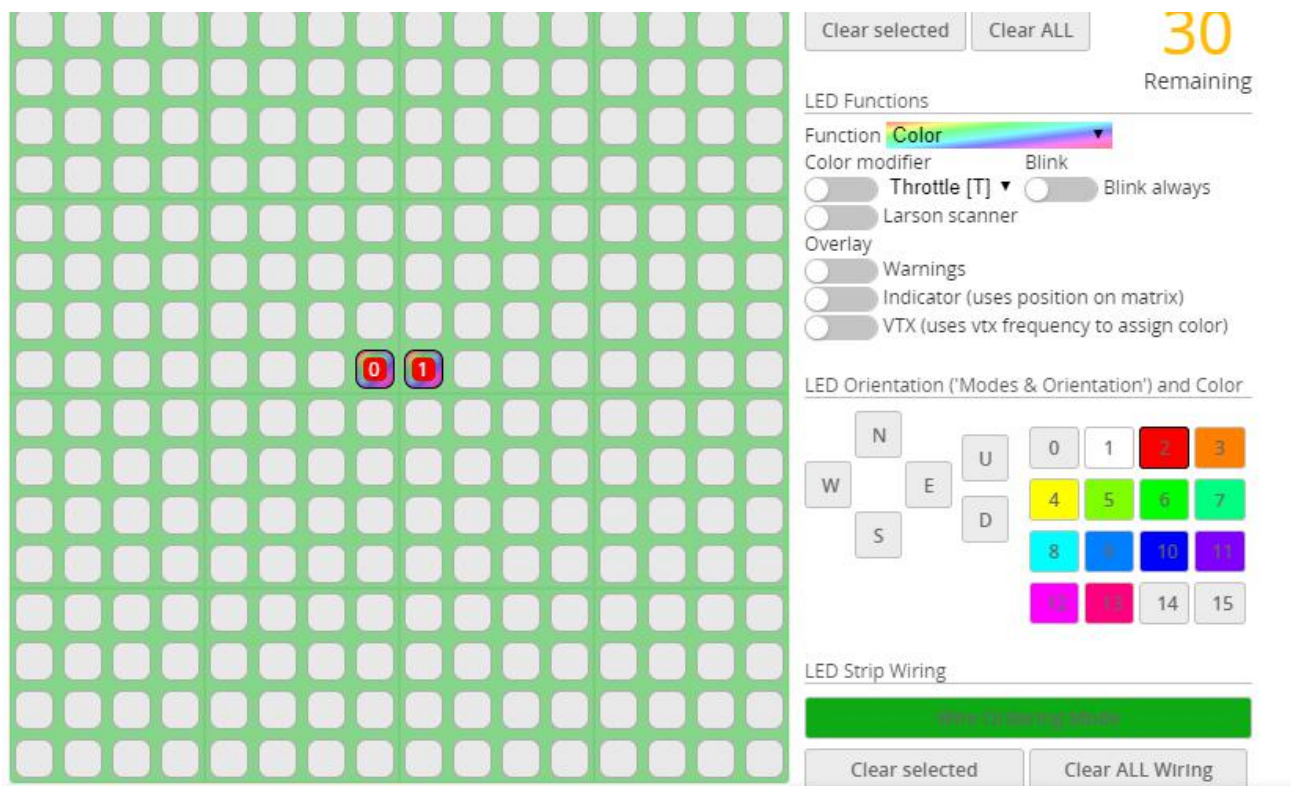 Clear selected Clear ALL 30
Remaining
LED Functions
Function Color
Color modifier Blink
Throttle [T] Blink always
Larson scanner
Overlay
Warnings
Indicator (uses position on matrix)
VTX (uses vtx frequency to assign color)
0 1
LED Orientation ('Modes & Orientation') and Color
N
U
W E
D
S
0 1 2 3
4 5 6 7
8 9 10 11
12 13 14 15
LED Strip Wiring
Wire Ordering Mode
Clear selected Clear ALL Wiring